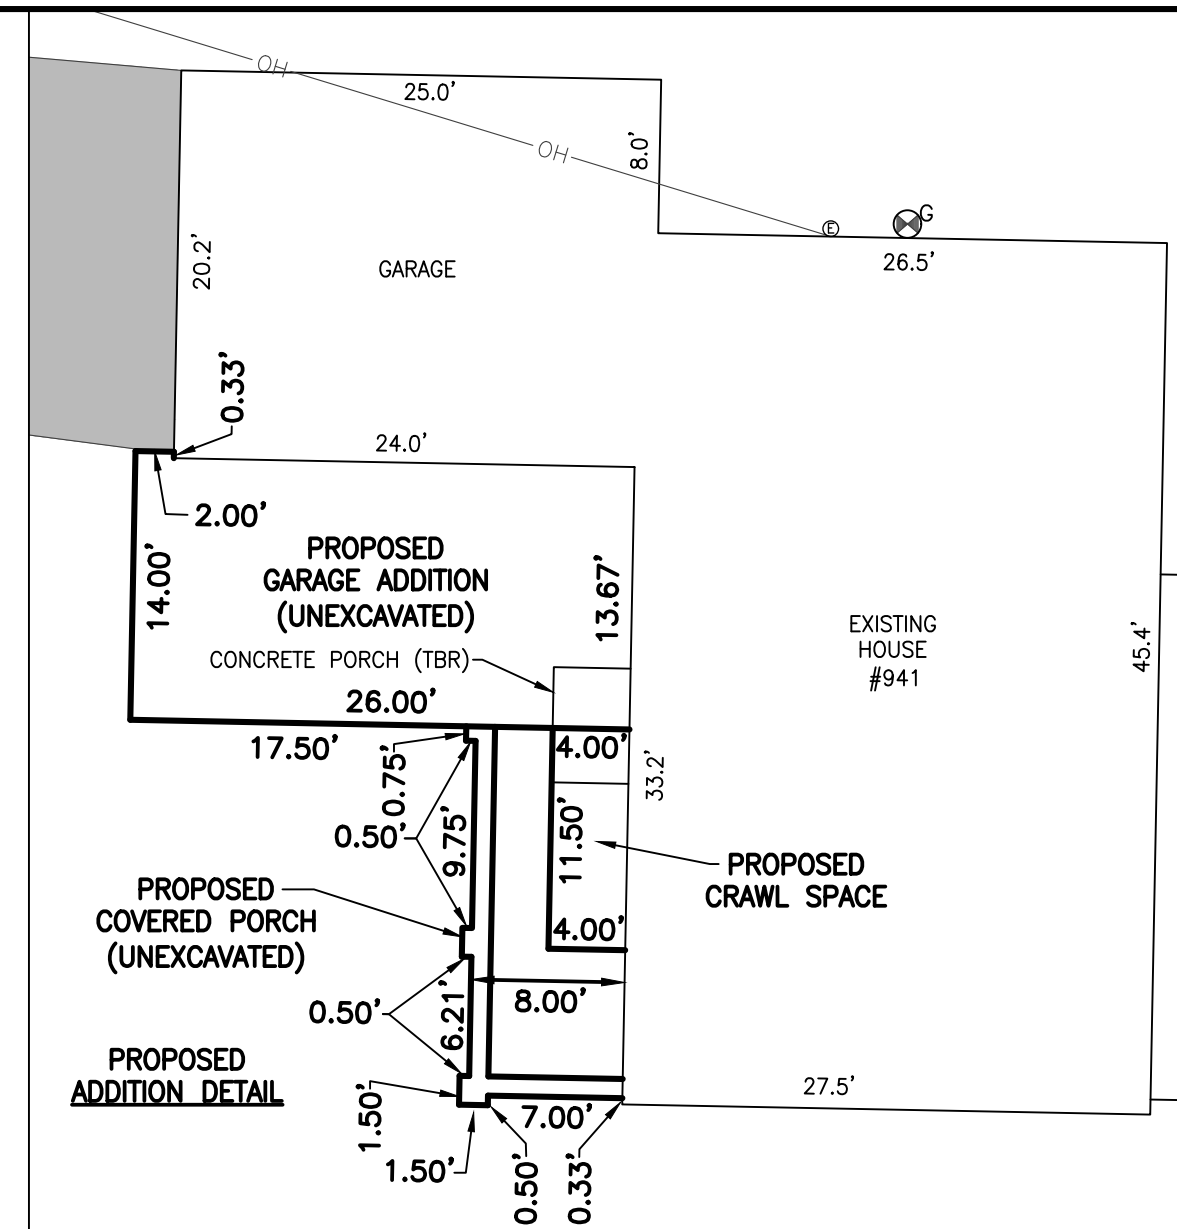 OH
25.0'
OH
8.0'
E
G
26.5'
20.2'
GARAGE
0.33'
24.0'
2.00'
PROPOSED
GARAGE ADDITION
(UNEXCAVATED)
14.00'
13.67'
CONCRETE PORCH (TBR)
EXISTING
HOUSE
#941
45.4'
26.00'
17.50'
0.75'
4.00'
33.2'
0.50'
9.75'
11.50'
PROPOSED
CRAWL SPACE
PROPOSED
COVERED PORCH
(UNEXCAVATED)
4.00'
0.50'
6.21'
8.00'
PROPOSED
ADDITION DETAIL
27.5'
1.50'
7.00'
1.50'
0.50'
0.33'